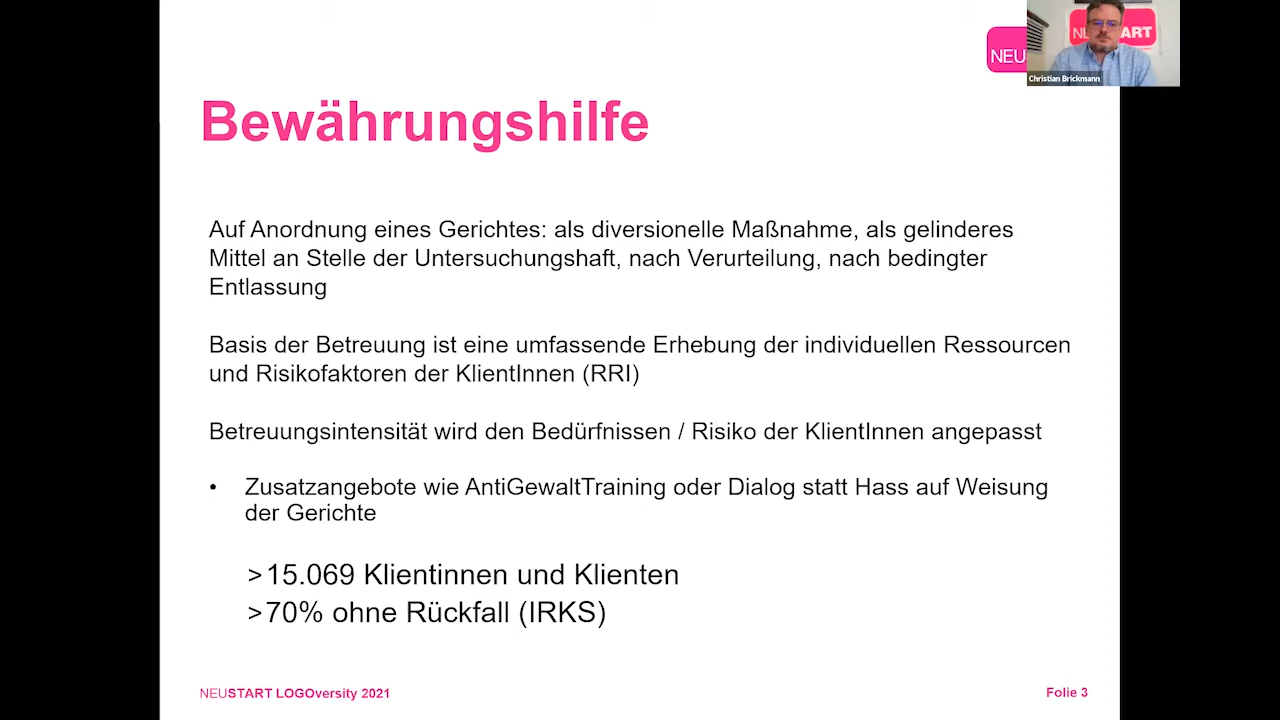 NEU
NEUSTART
Christian Brickmann
Bewährungshilfe
Auf Anordnung eines Gerichtes: als diversionelle Maßnahme, als gelinderes
Mittel an Stelle der Untersuchungshaft, nach Verurteilung, nach bedingter
Entlassung
Basis der Betreuung ist eine umfassende Erhebung der individuellen Ressourcen
und Risikofaktoren der KlientInnen (RRI)
Betreuungsintensität wird den Bedürfnissen / Risiko der KlientInnen angepasst
• Zusatzangebote wie AntiGewaltTraining oder Dialog statt Hass auf Weisung
der Gerichte
>15.069 Klientinnen und Klienten
>70% ohne Rückfall (IRKS)
NEUSTART LOGOversity 2021
Folie 3